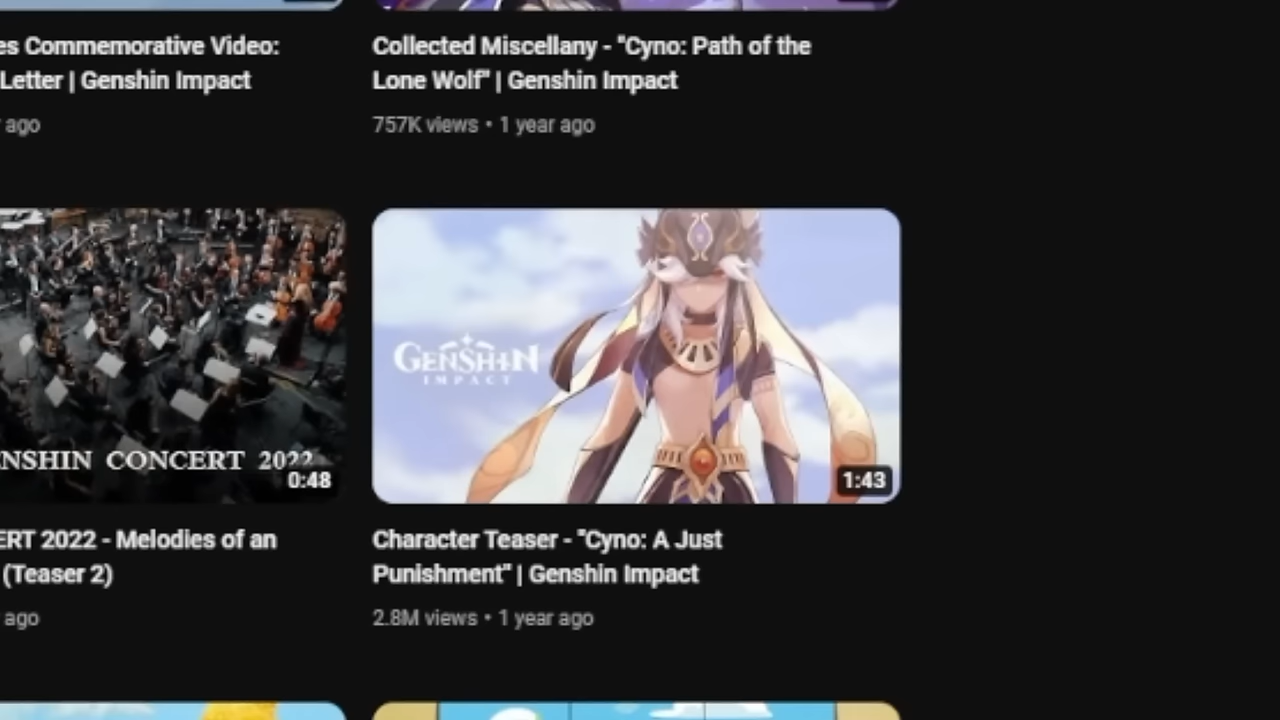 es Commemorative Video:
Letter | Genshin Impact
ago
Collected Miscellany - "Cyno: Path of the
Lone Wolf" | Genshin Impact
757K views • 1 year ago
ENSHIN CONCERT 2022
0:48
GENSHIN
IMPACT
1:43
ERT 2022 - Melodies of an
(Teaser 2)
ago
Character Teaser - "Cyno: A Just
Punishment" | Genshin Impact
2.8M views • 1 year ago